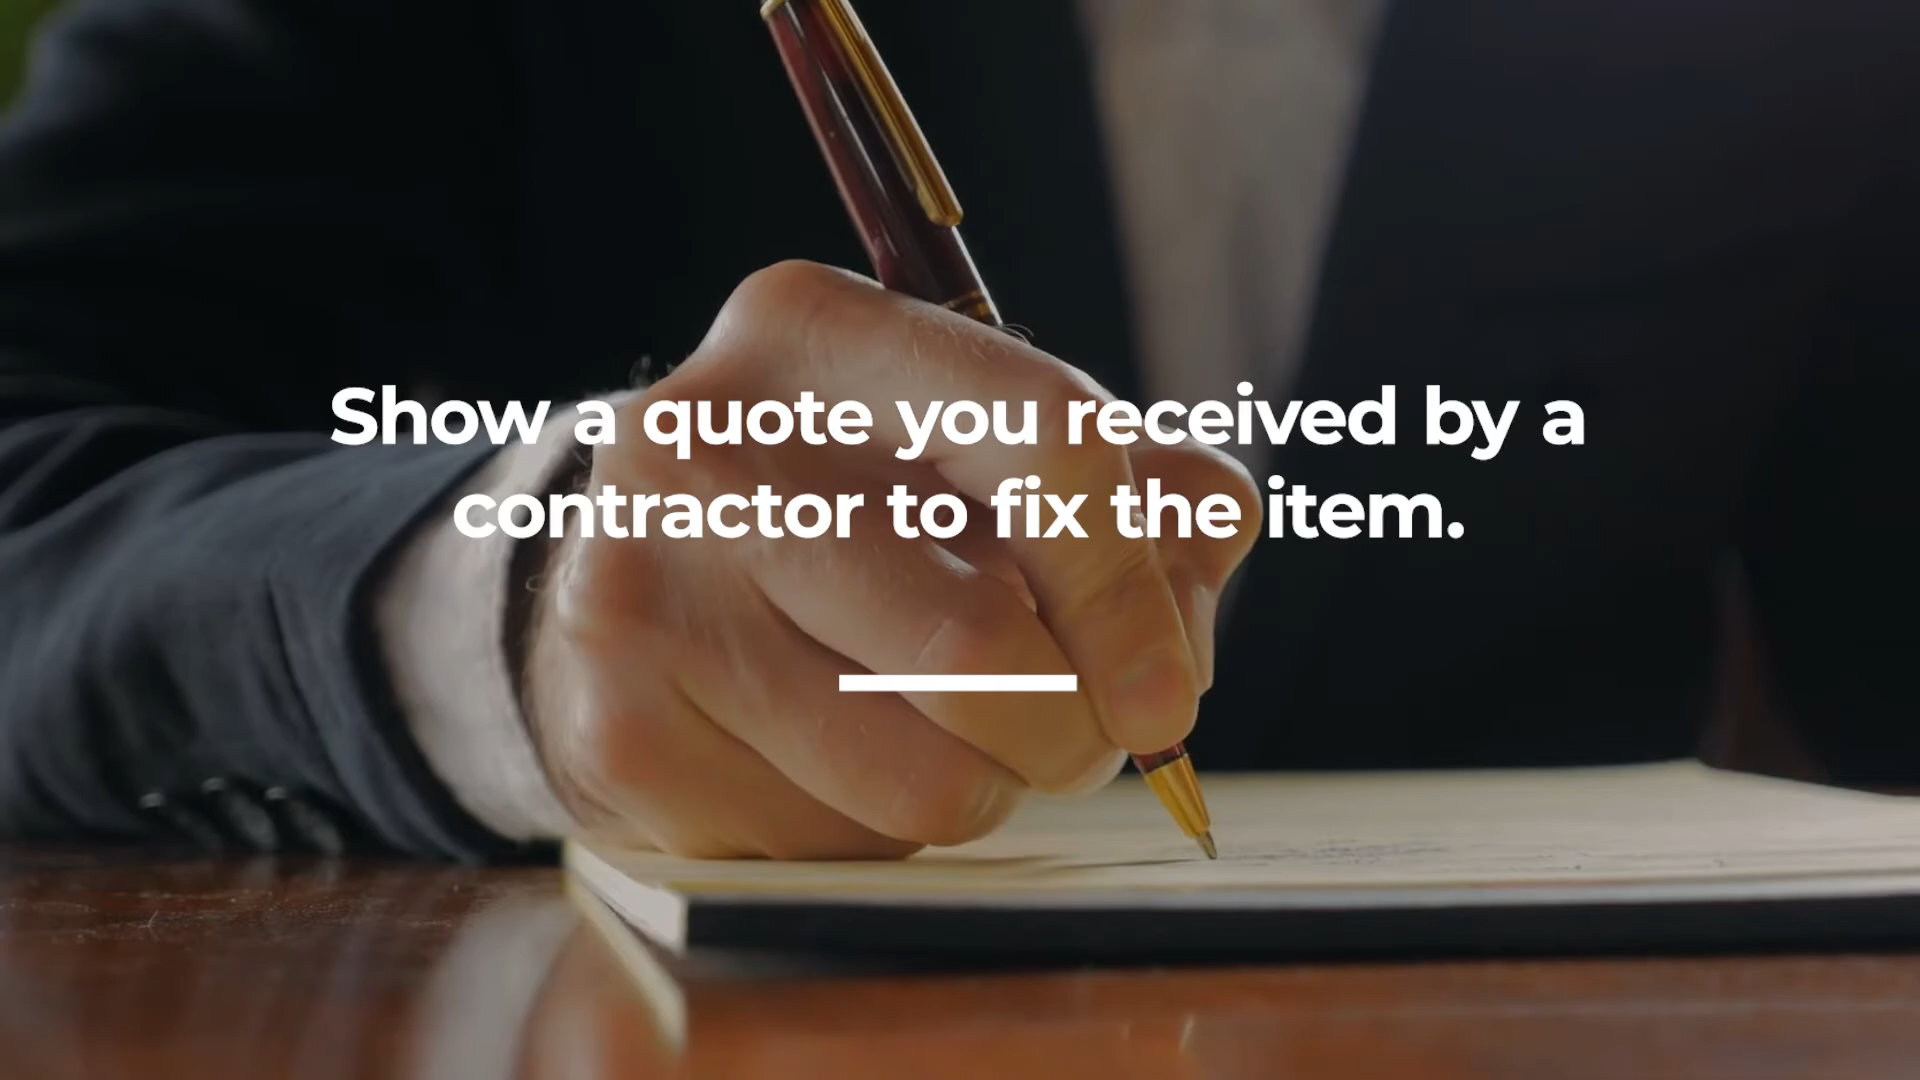 Show a quote you received by a
contractor to fix the item.